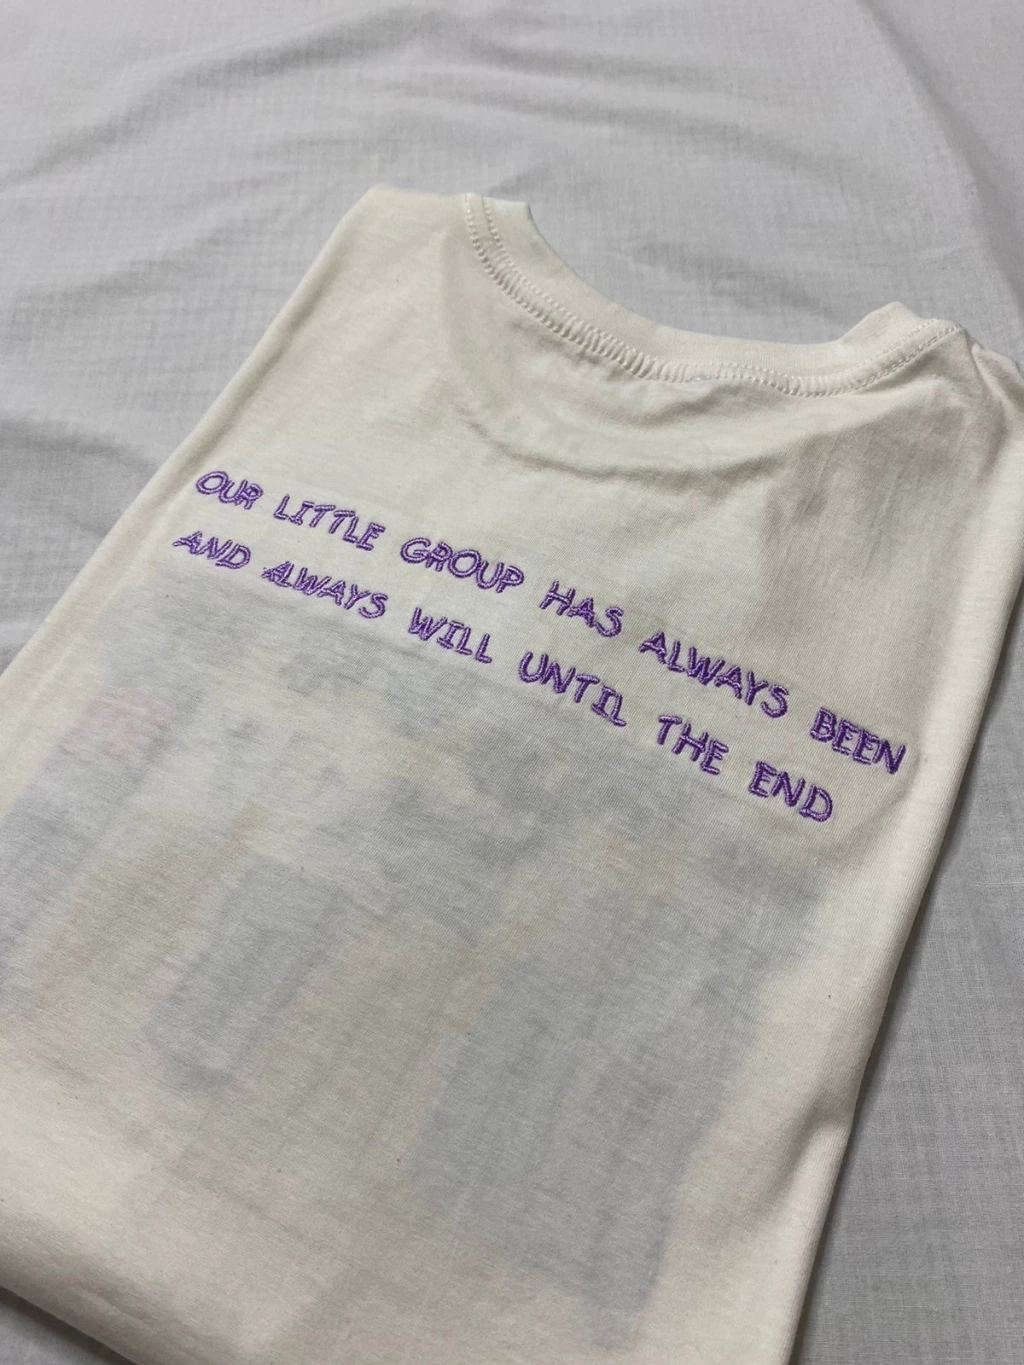 OUR LITTLE GROUP HAS ALWAYS BEEN
AND ALWAYS WILL UNTIL THE END